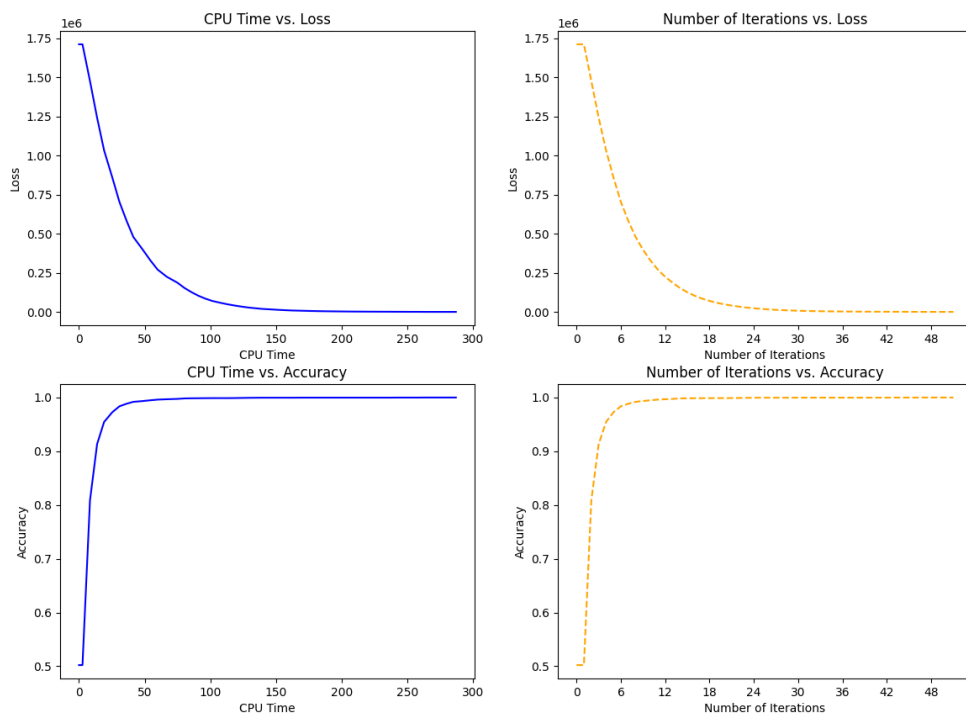 CPU Time vs. Loss
1e6
1.75
1.50
1.25
1.00
0.75
0.50
0.25
0.00
Loss
0 50 100 150 200 250 300
CPU Time
Number of Iterations vs. Loss
1e6
1.75
1.50
1.25
1.00
0.75
0.50
0.25
0.00
Loss
0 6 12 18 24 30 36 42 48
Number of Iterations
CPU Time vs. Accuracy
1.0
0.9
0.8
0.7
0.6
0.5
Accuracy
0 50 100 150 200 250 300
CPU Time
Number of Iterations vs. Accuracy
1.0
0.9
0.8
0.7
0.6
0.5
Accuracy
0 6 12 18 24 30 36 42 48
Number of Iterations